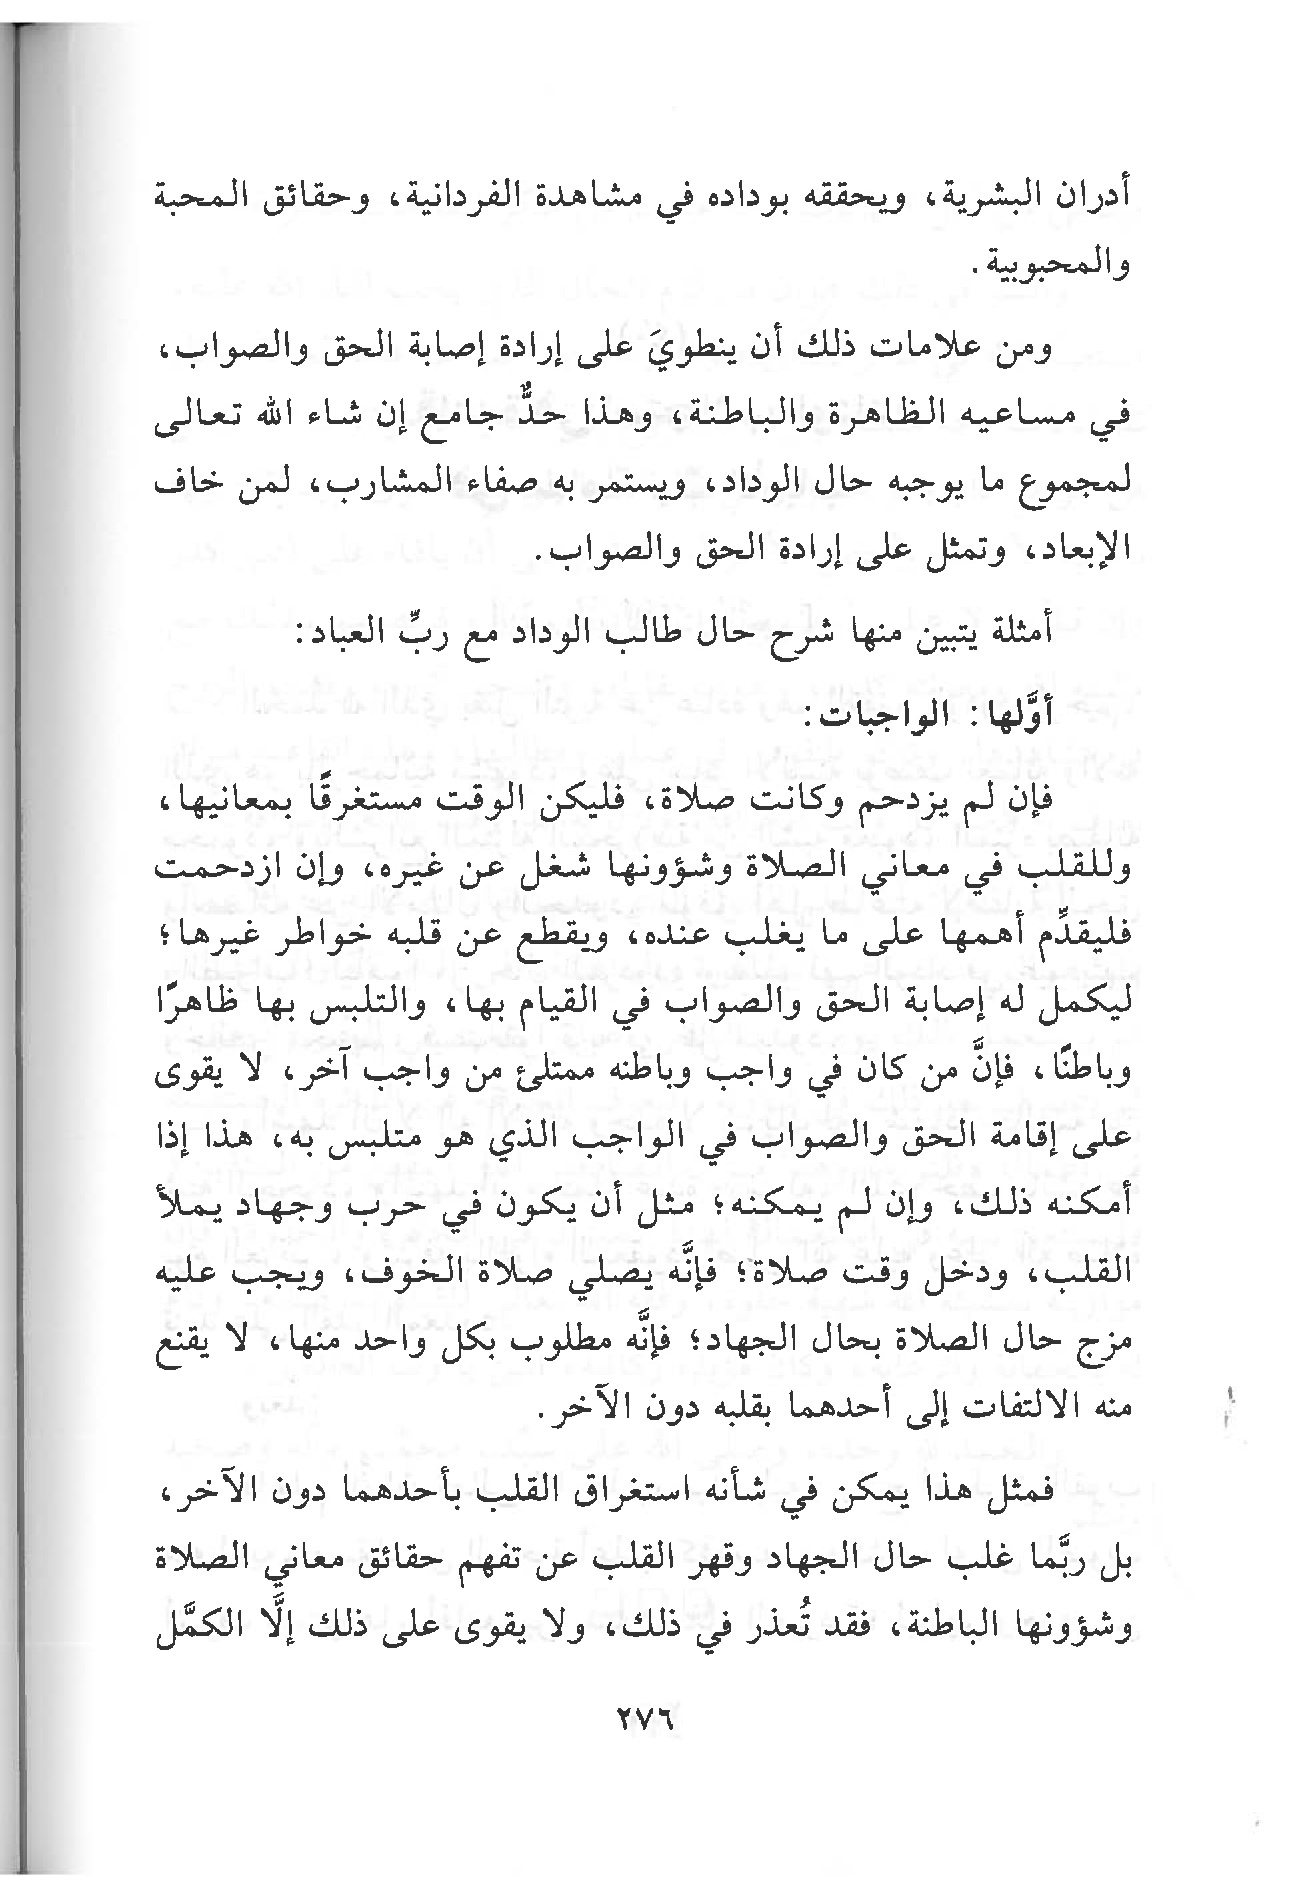 أدران البشرية، ويحققه بوداده في مشاهدة الفردانية، وحقائق المحبة
والمحبوبية.
ومن علامات ذلك أن ينطويَ على إرادة إصابة الحق والصواب،
في مساعيه الظاهرة والباطنة، وهذا حدٌّ جامع إن شاء الله تعالى
لمجموع ما يوجبه حال الوداد، ويستمر به صفاء المشارب، لمن خاف
الإبعاد، وتمثل على إرادة الحق والصواب.
أمثلة يتبين منها شرح حال طالب الوداد مع ربِّ العباد:
أوَّلها: الواجبات:
فإن لم يزدحم وكانت صلاة، فليكن الوقت مستغرقًا بمعانيها،
وللقلب في معاني الصلاة وشؤونها شغل عن غيره، وإن ازدحمت
فليقدِّم أهمها على ما يغلب عنده، ويقطع عن قلبه خواطر غيرها؛
ليكمل له إصابة الحق والصواب في القيام بها، والتلبس بها ظاهرًا
وباطنًا، فإنَّ من كان في واجب وباطنه ممتلئ من واجب آخر، لا يقوى
على إقامة الحق والصواب في الواجب الذي هو متلبس به، هذا إذا
أمكنه ذلك، وإن لم يمكنه؛ مثل أن يكون في حرب وجهاد يملأ
القلب، ودخل وقت صلاة؛ فإنَّه يصلي صلاة الخوف، ويجب عليه
مزج حال الصلاة بحال الجهاد؛ فإنَّه مطلوب بكل واحد منها، لا يقنع
منه الالتفات إلى أحدهما بقلبه دون الآخر.
فمثل هذا يمكن في شأنه استغراق القلب بأحدهما دون الآخر،
بل ربَّما غلب حال الجهاد وقهر القلب عن تفهم حقائق معاني الصلاة
وشؤونها الباطنة، فقد تُعذر في ذلك، ولا يقوى على ذلك إلَّا الكمَّل
٢٧٦